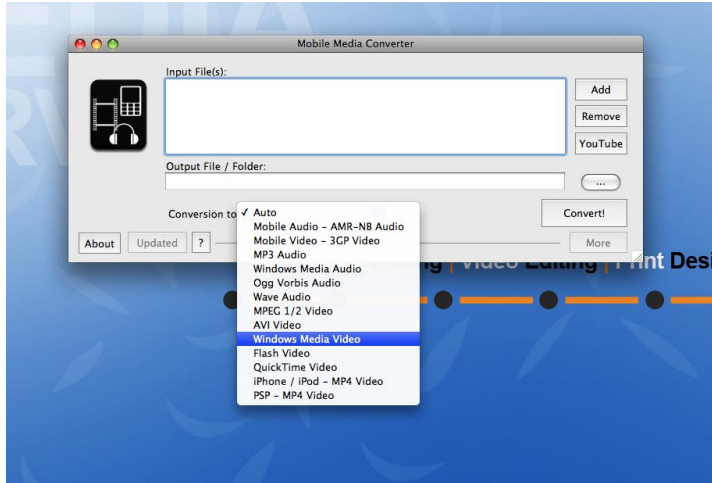 EDIA
RV
Mobile Media Converter
Input File(s):
Add
Remove
YouTube
Output File / Folder:
...
Conversion to
✓ Auto
Mobile Audio - AMR-NB Audio
Mobile Video - 3GP Video
MP3 Audio
Windows Media Audio
Ogg Vorbis Audio
Wave Audio
MPEG 1/2 Video
AVI Video
Windows Media Video
Flash Video
QuickTime Video
iPhone / iPod - MP4 Video
PSP - MP4 Video
Convert!
About
Updated
?
More
ng | Video Editing | Print Desi